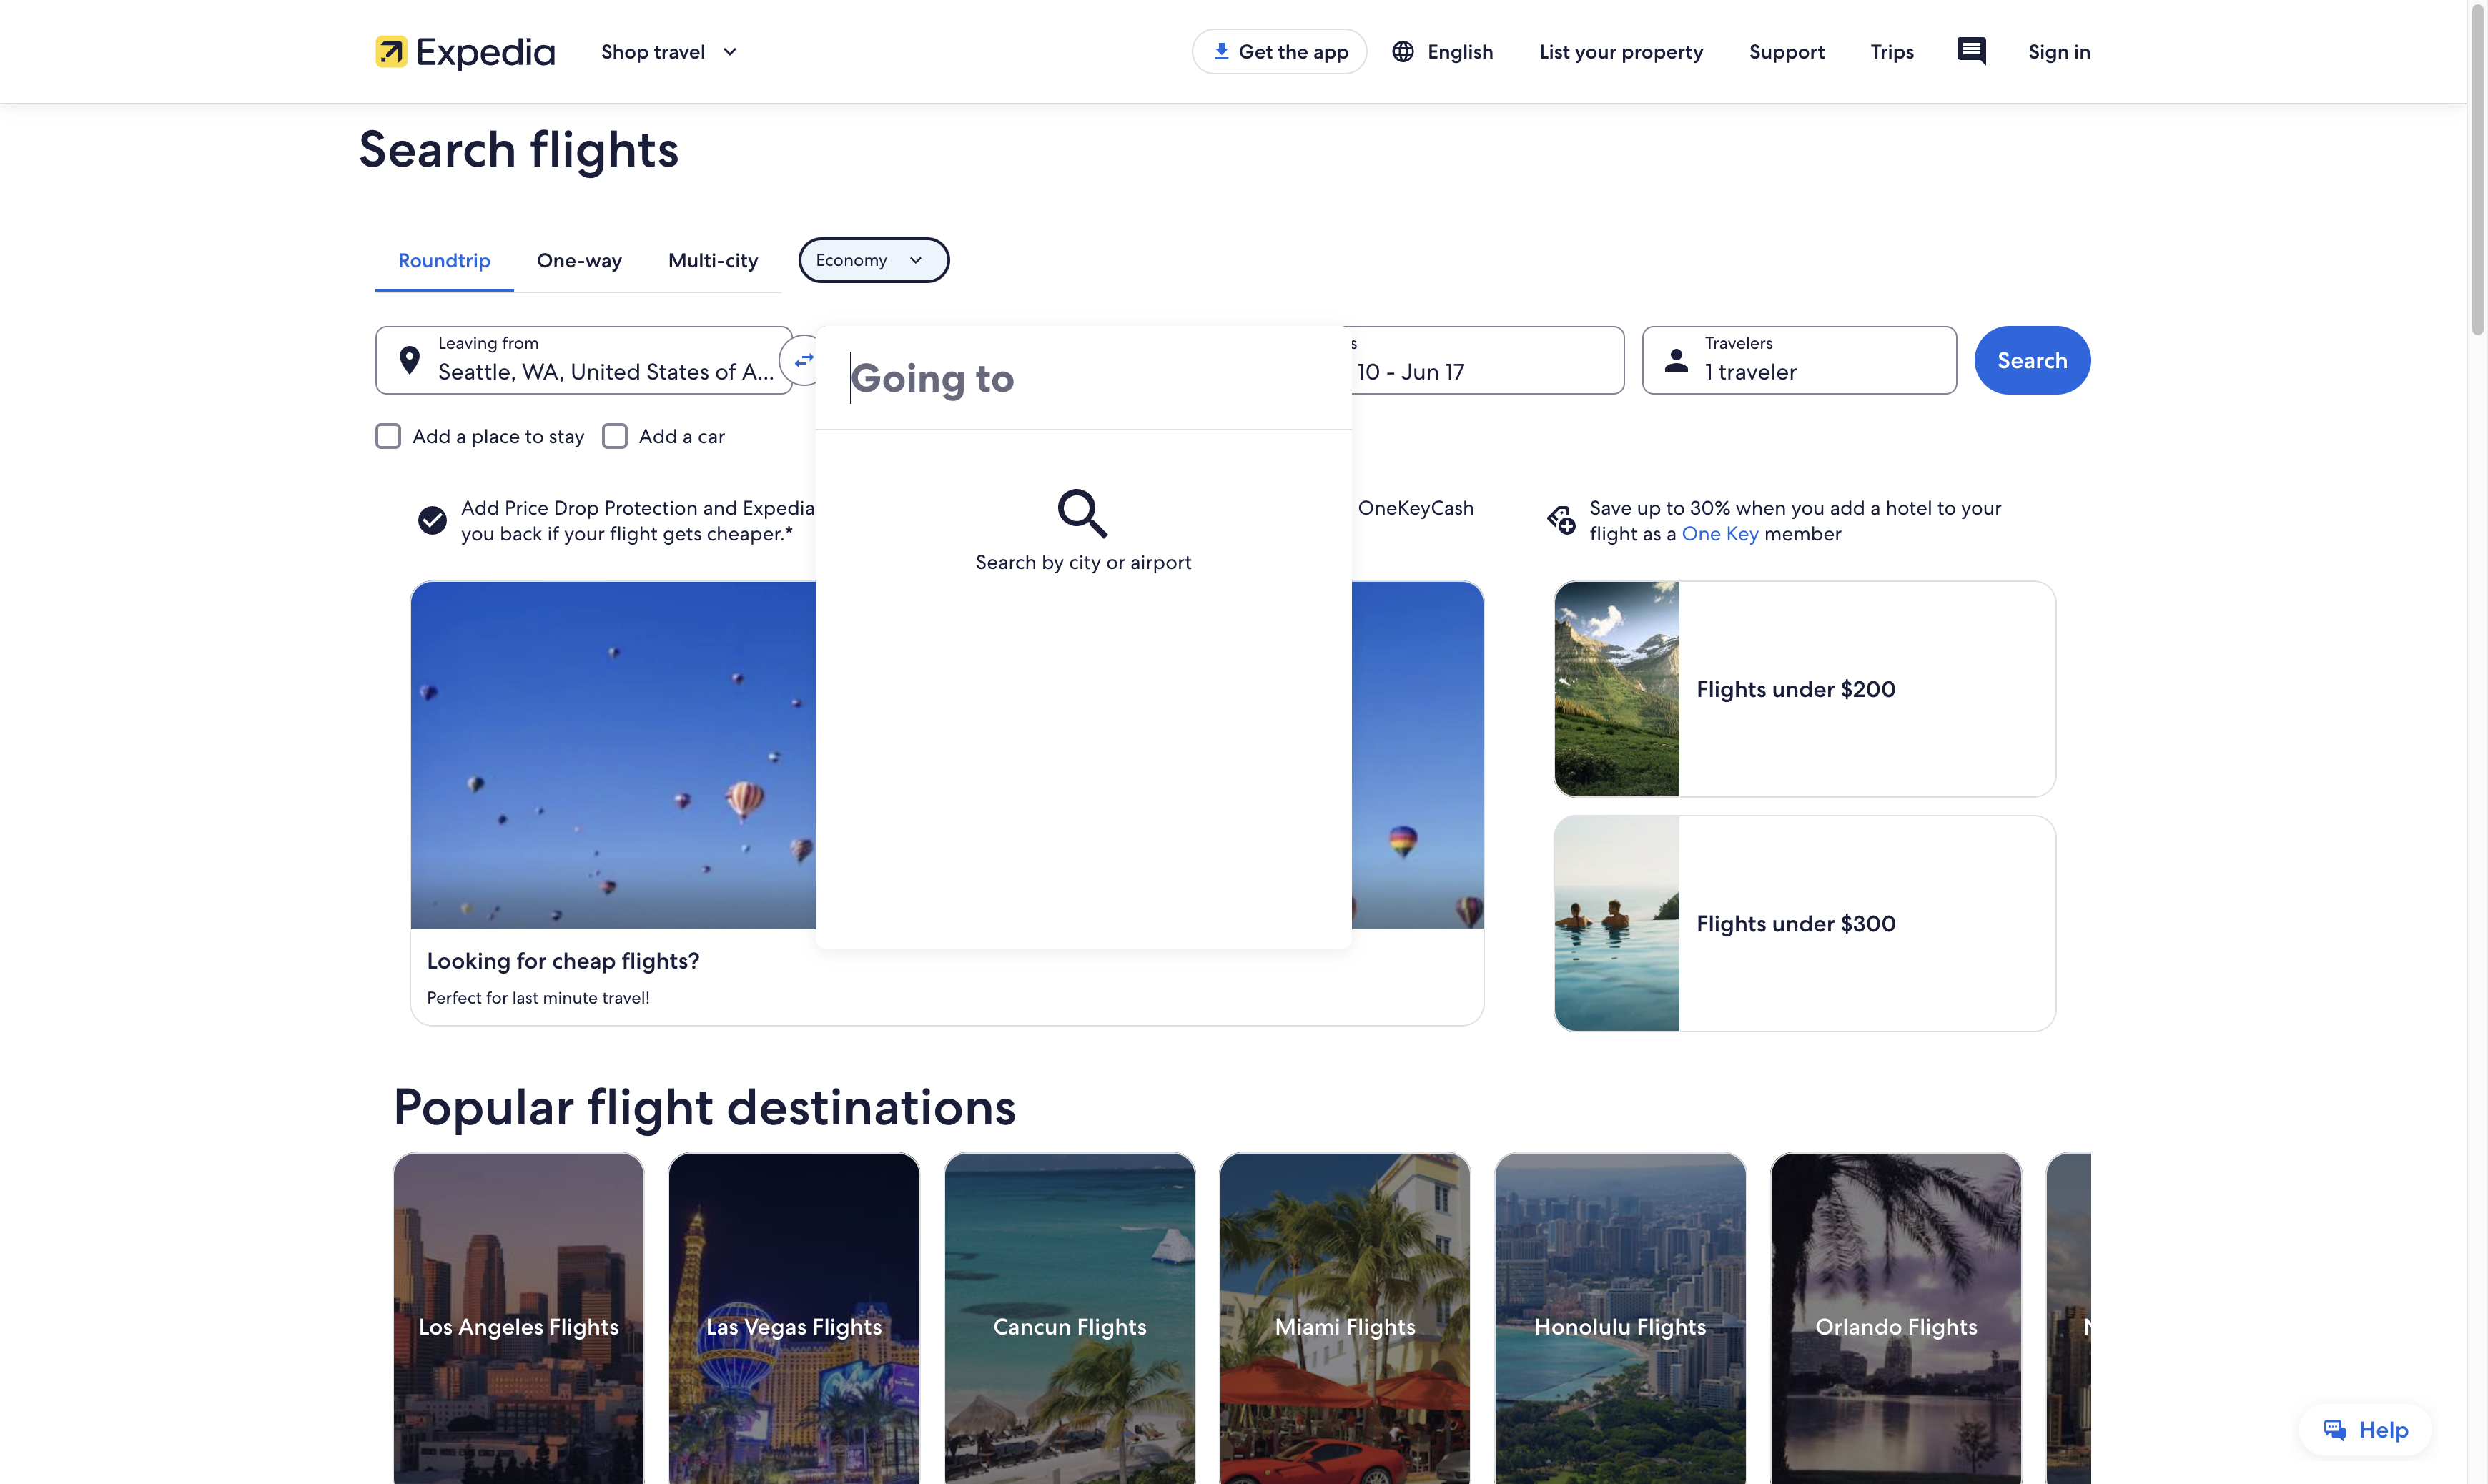 Expedia
Shop travel
Get the app
English
List your property
Support
Trips
Sign in
Search flights
Roundtrip
One-way
Multi-city
Economy
Leaving from
Seattle, WA, United States of A...
Going to
10 - Jun 17
Travelers
1 traveler
Search
Add a place to stay
Add a car
Search by city or airport
Add Price Drop Protection and Expedia
you back if your flight gets cheaper.*
OneKeyCash
Save up to 30% when you add a hotel to your
flight as a One Key member
Flights under $200
Flights under $300
Looking for cheap flights?
Perfect for last minute travel!
Popular flight destinations
Los Angeles Flights
Las Vegas Flights
Cancun Flights
Miami Flights
Honolulu Flights
Orlando Flights
Help